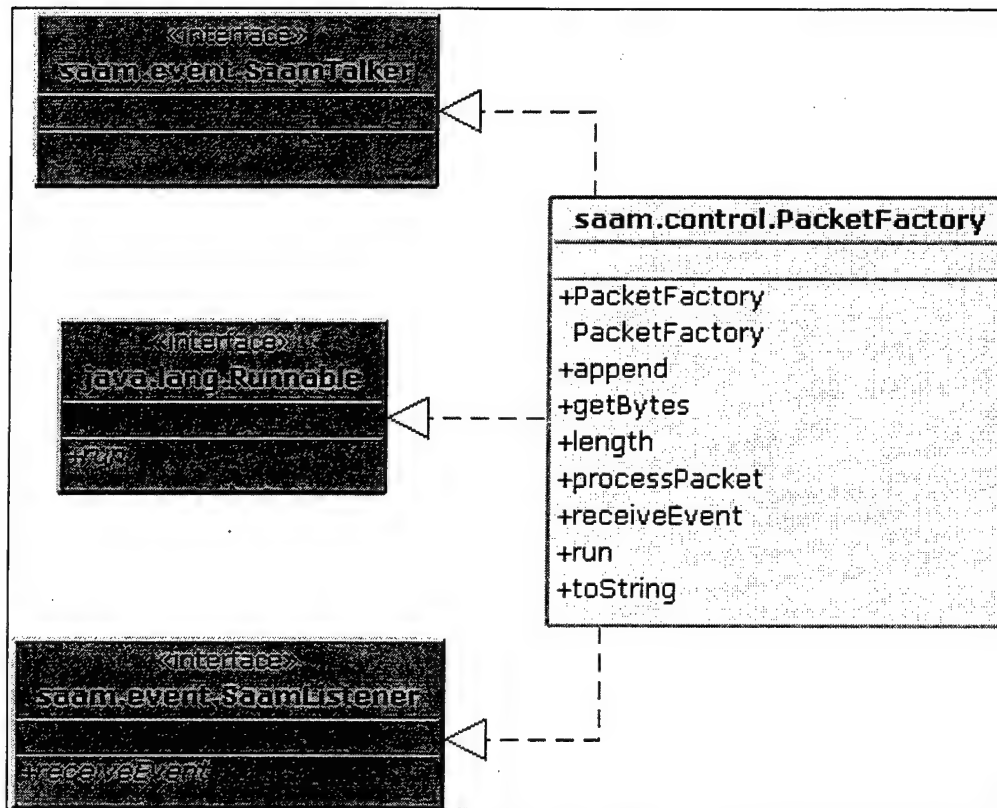 «interface»
saam.event.SaamTalker
saam.control.PacketFactory
+PacketFactory
PacketFactory
+append
+getBytes
+length
+processPacket
+receiveEvent
+run
+toString
«interface»
java.lang.Runnable
+run
«interface»
saam.event.SaamListener
+receiveEvent